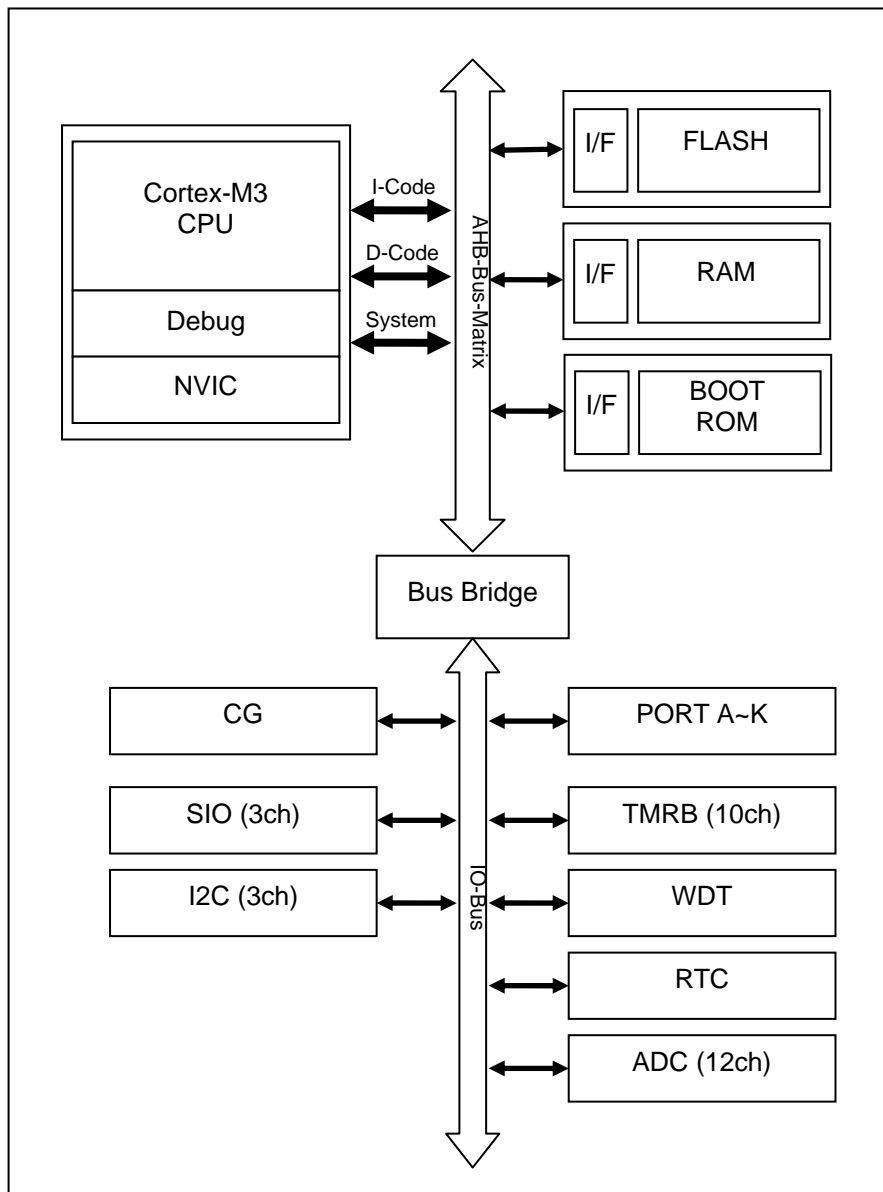 Cortex-M3
CPU
Debug
NVIC
I-Code
D-Code
System
AHB-Bus-Matrix
I/F
FLASH
I/F
RAM
I/F
BOOT
ROM
Bus Bridge
CG
SIO (3ch)
I2C (3ch)
IO-Bus
PORT A~K
TMRB (10ch)
WDT
RTC
ADC (12ch)